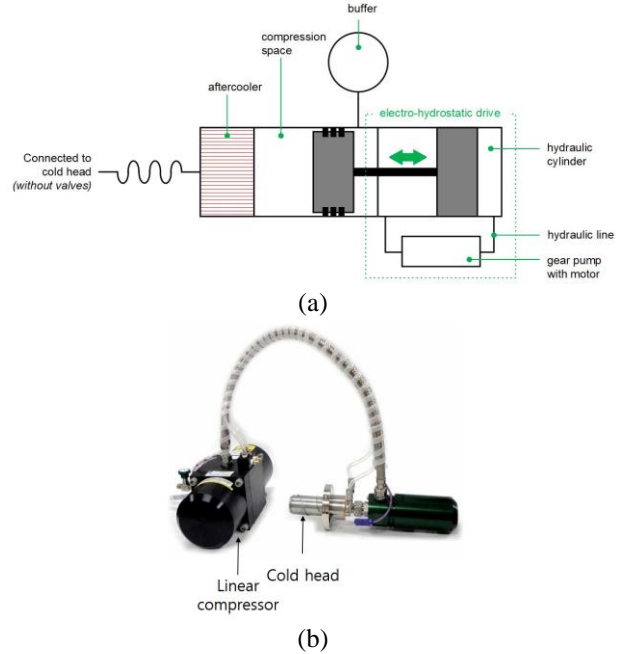 buffer
compression
space
aftercooler
electro-hydrostatic drive
Connected to
cold head
(without valves)
hydraulic
cylinder
hydraulic line
gear pump
with motor
(a)
Linear
compressor
Cold head
(b)